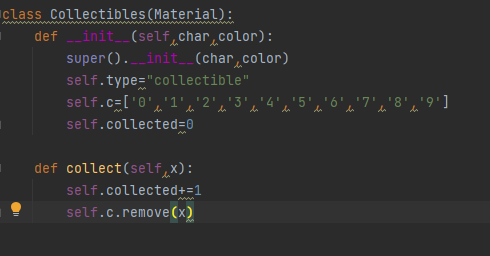 class Collectibles(Material):
def __init__(self,char,color):
super().__init__(char,color)
self.type="collectible"
self.c=['0','1','2','3','4','5','6','7','8','9']
self.collected=0
def collect(self,x):
self.collected+=1
self.c.remove(x)